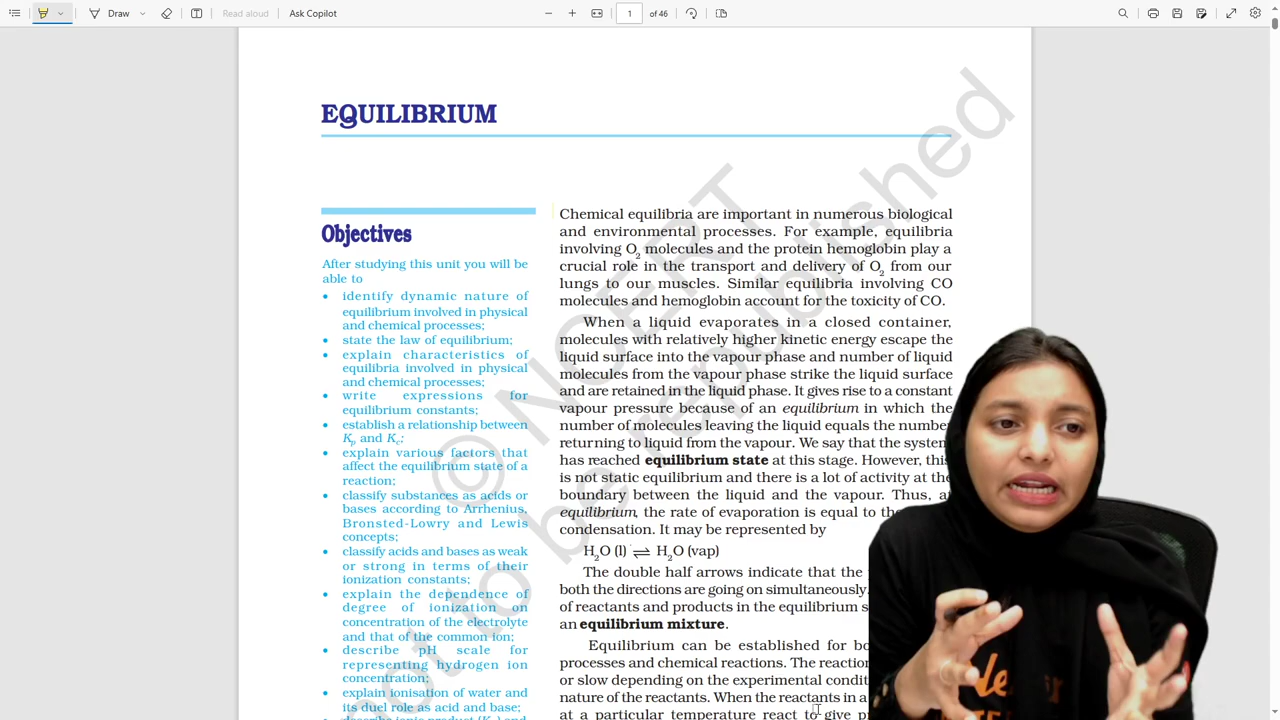 Draw
Read aloud
Ask Copilot
1
of 46
EQUILIBRIUM
Objectives
After studying this unit you will be
able to
• identify dynamic nature of
equilibrium involved in physical
and chemical processes;
• state the law of equilibrium;
• explain characteristics of
equilibria involved in physical
and chemical processes;
• write expressions for
equilibrium constants;
• establish a relationship between
Kp and Kc;
• explain various factors that
affect the equilibrium state of a
reaction;
• classify substances as acids or
bases according to Arrhenius,
Bronsted-Lowry and Lewis
concepts;
• classify acids and bases as weak
or strong in terms of their
ionization constants;
• explain the dependence of
degree of ionization on
concentration of the electrolyte
and that of the common ion;
• describe pH scale for
representing hydrogen ion
concentration;
• explain ionisation of water and
its duel role as acid and base;
Chemical equilibria are important in numerous biological
and environmental processes. For example, equilibria
involving O2 molecules and the protein hemoglobin play a
crucial role in the transport and delivery of O2 from our
lungs to our muscles. Similar equilibria involving CO
molecules and hemoglobin account for the toxicity of CO.
When a liquid evaporates in a closed container,
molecules with relatively higher kinetic energy escape the
liquid surface into the vapour phase and number of liquid
molecules from the vapour phase strike the liquid surface
and are retained in the liquid phase. It gives rise to a constant
vapour pressure because of an equilibrium in which the
number of molecules leaving the liquid equals the number
returning to liquid from the vapour. We say that the system
has reached equilibrium state at this stage. However, this
is not static equilibrium and there is a lot of activity at the
boundary between the liquid and the vapour. Thus, at
equilibrium, the rate of evaporation is equal to the
condensation. It may be represented by
H2O (l) ⇌ H2O (vap)
The double half arrows indicate that the
both the directions are going on simultaneously.
of reactants and products in the equilibrium
an equilibrium mixture.
Equilibrium can be established for
processes and chemical reactions. The reaction
or slow depending on the experimental
nature of the reactants. When the reactants in a
at a particular temperature react to give
© NCERT
not to be republished